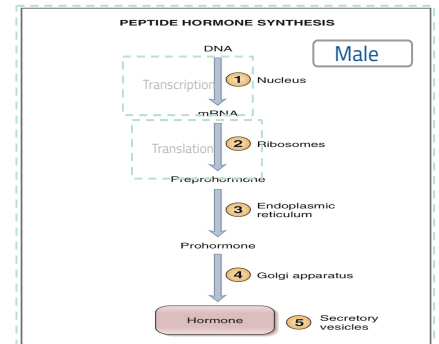 PEPTIDE HORMONE SYNTHESIS
DNA
Male
Transcription
1 Nucleus
mRNA
Translation
2 Ribosomes
Preprohormone
3 Endoplasmic
reticulum
Prohormone
4 Golgi apparatus
Hormone
5 Secretory
vesicles